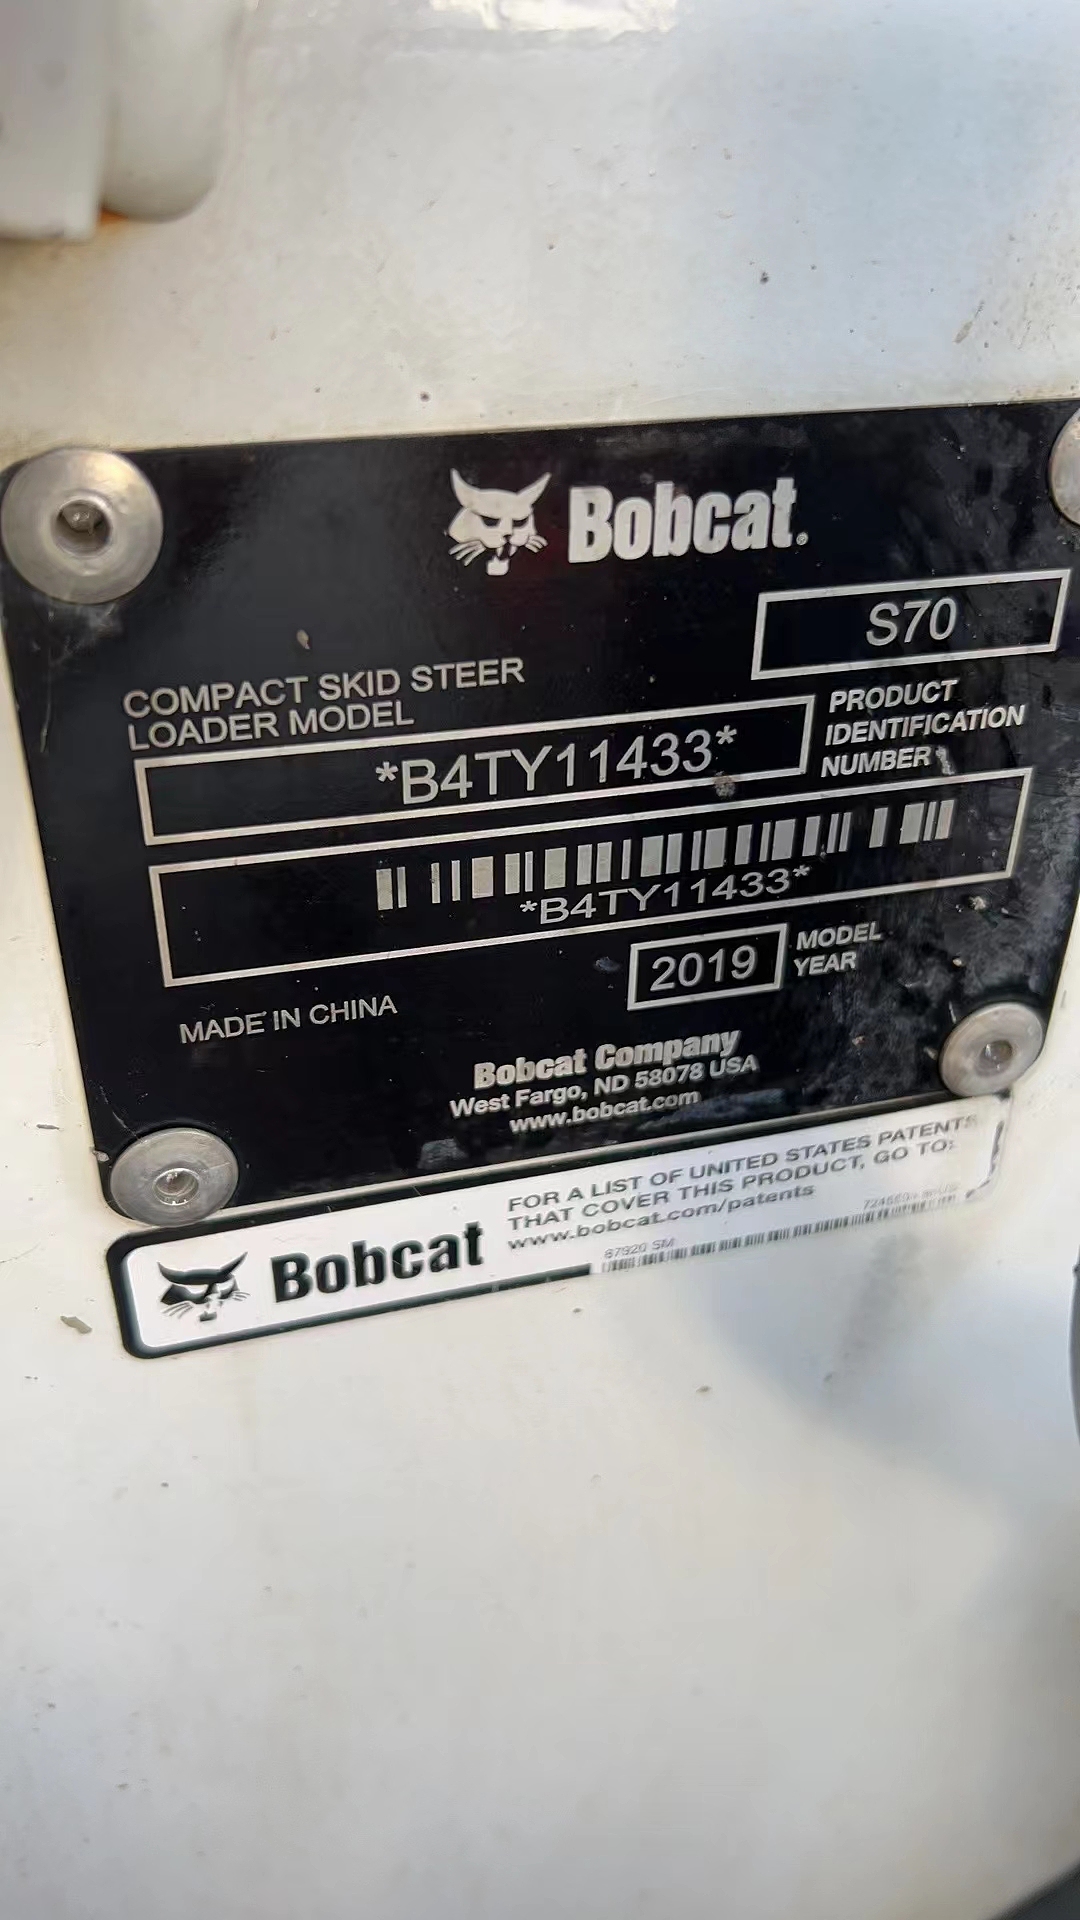 Bobcat®
S70
COMPACT SKID STEER
LOADER MODEL
*B4TY11433*
PRODUCT
IDENTIFICATION
NUMBER
*B4TY11433*
2019
MODEL
YEAR
MADE IN CHINA
Bobcat Company
West Fargo, ND 58078 USA
www.bobcat.com
Bobcat
FOR A LIST OF UNITED STATES PATENTS
THAT COVER THIS PRODUCT, GO TO:
www.bobcat.com/patents
67920 SM